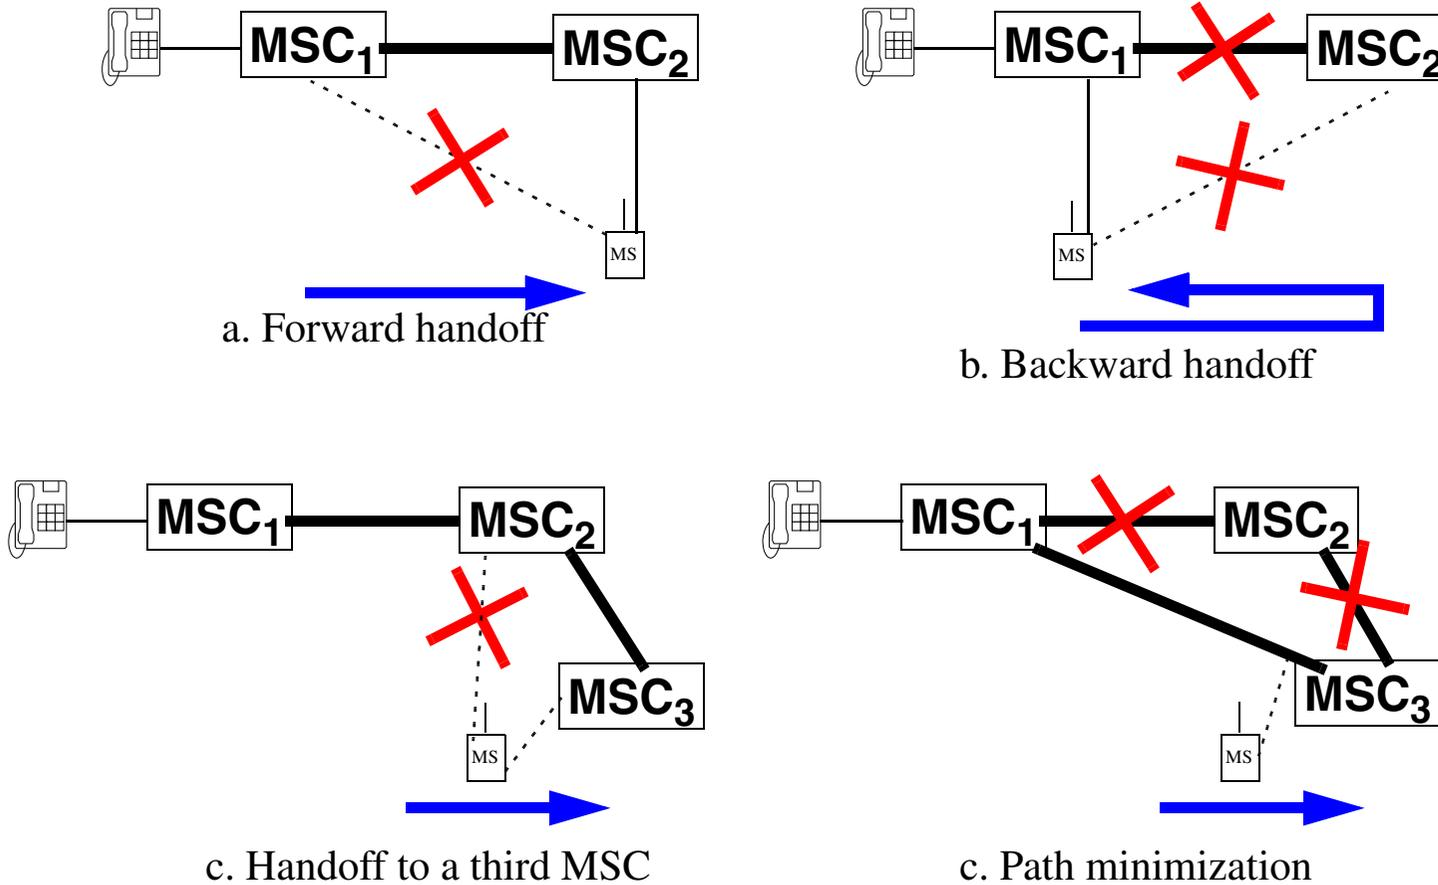 MSC1 MSC2
MS
a. Forward handoff
MSC1 MSC2
MS
b. Backward handoff
MSC1 MSC2
MSC3
MS
c. Handoff to a third MSC
MSC1 MSC2
MSC3
MS
c. Path minimization